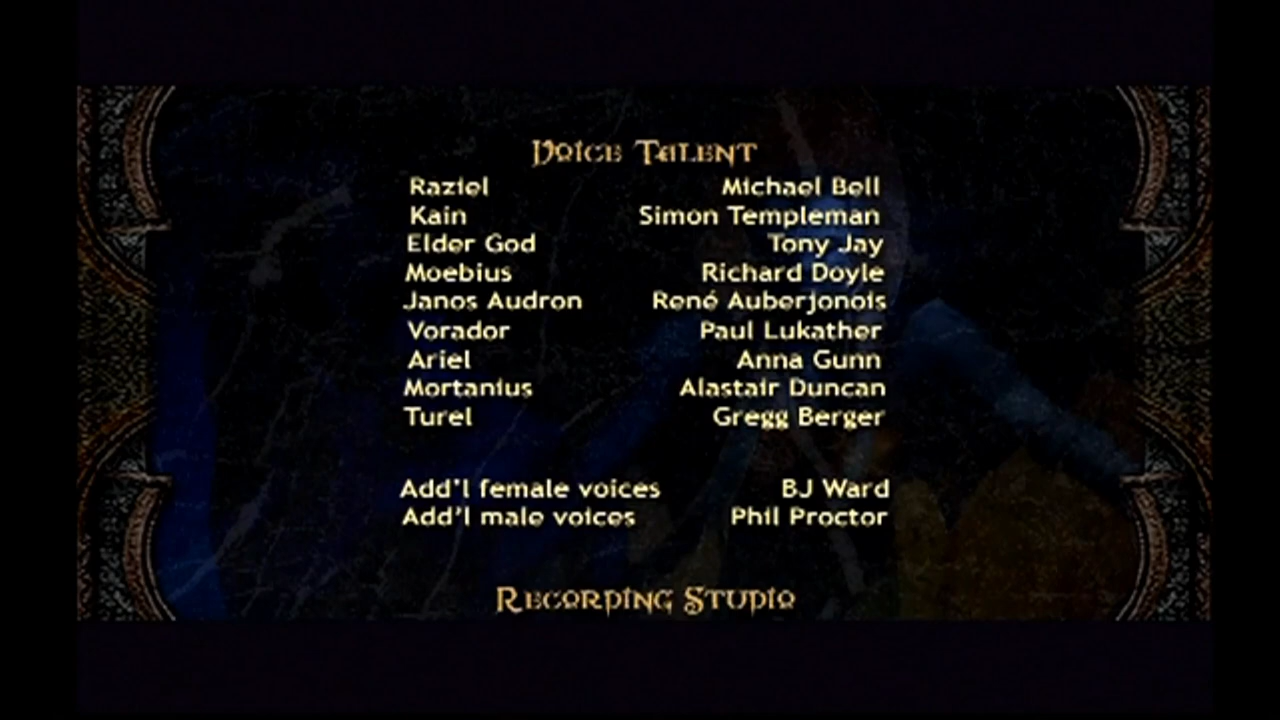 Voice Talent
Raziel Michael Bell
Kain Simon Templeman
Elder God Tony Jay
Moebius Richard Doyle
Janos Audron René Auberjonois
Vorador Paul Lukather
Ariel Anna Gunn
Mortanius Alastair Duncan
Turel Gregg Berger
Add'l female voices BJ Ward
Add'l male voices Phil Proctor
Recording Studio